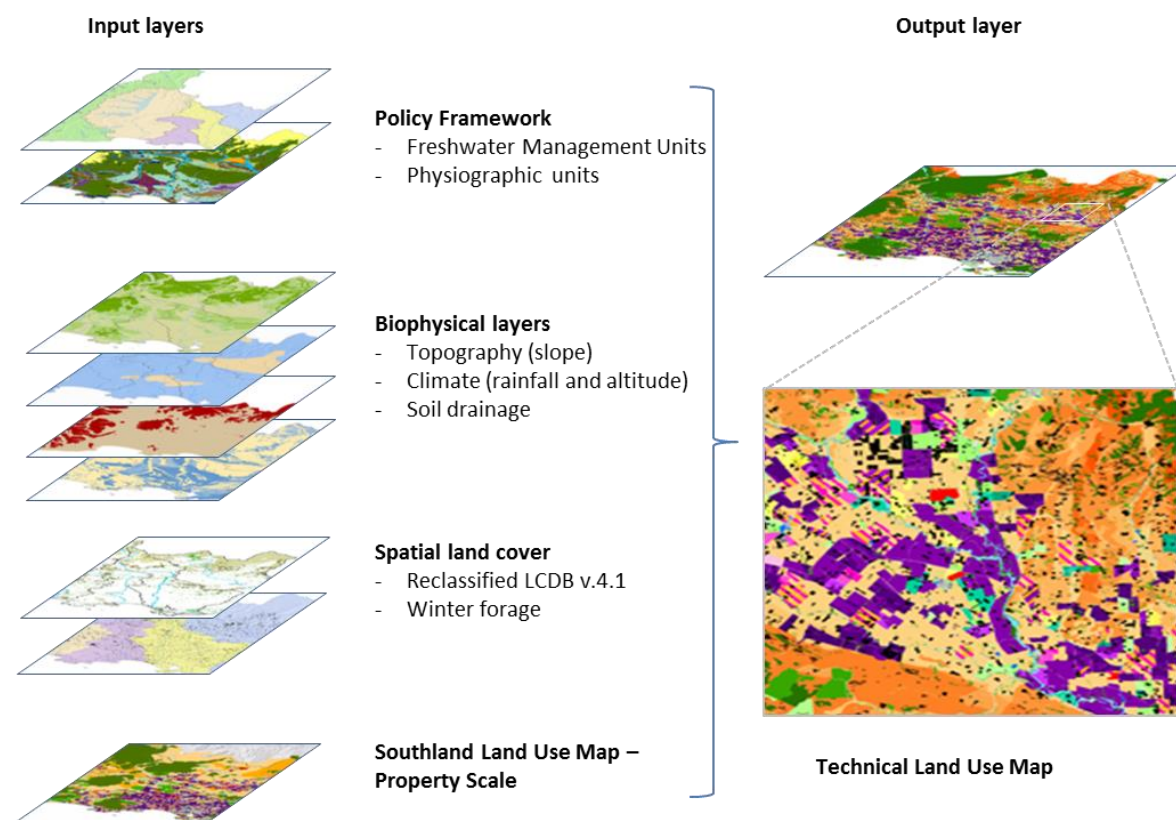 Input layers
Output layer
Policy Framework
- Freshwater Management Units
- Physiographic units
Biophysical layers
- Topography (slope)
- Climate (rainfall and altitude)
- Soil drainage
Spatial land cover
- Reclassified LCDB v.4.1
- Winter forage
Southland Land Use Map –
Property Scale
Technical Land Use Map